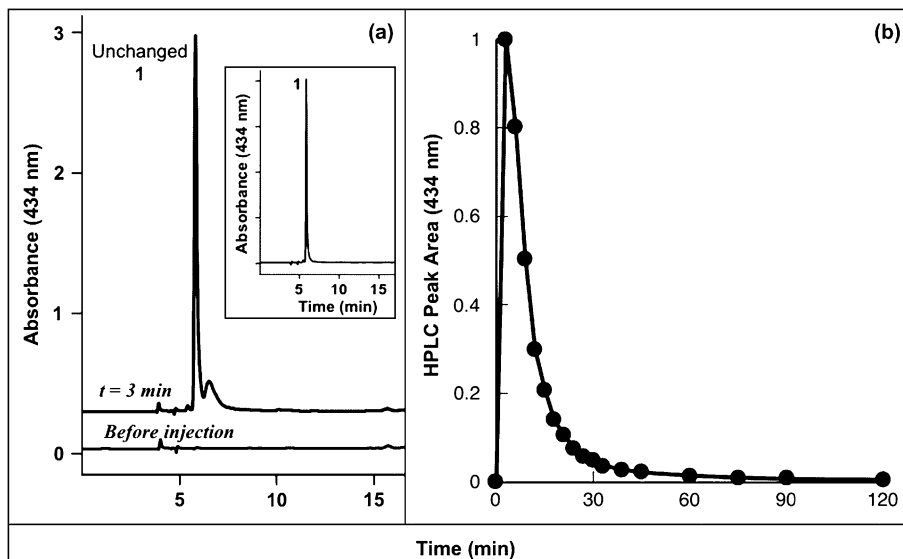 (a)
Unchanged
1
Absorbance (434 nm)
3
2
1
0
t = 3 min
Before injection
5
10
15
1
Absorbance (434 nm)
5
10
15
Time (min)
(b)
HPLC Peak Area (434 nm)
1
0.8
0.6
0.4
0.2
0
0
30
60
90
120
Time (min)